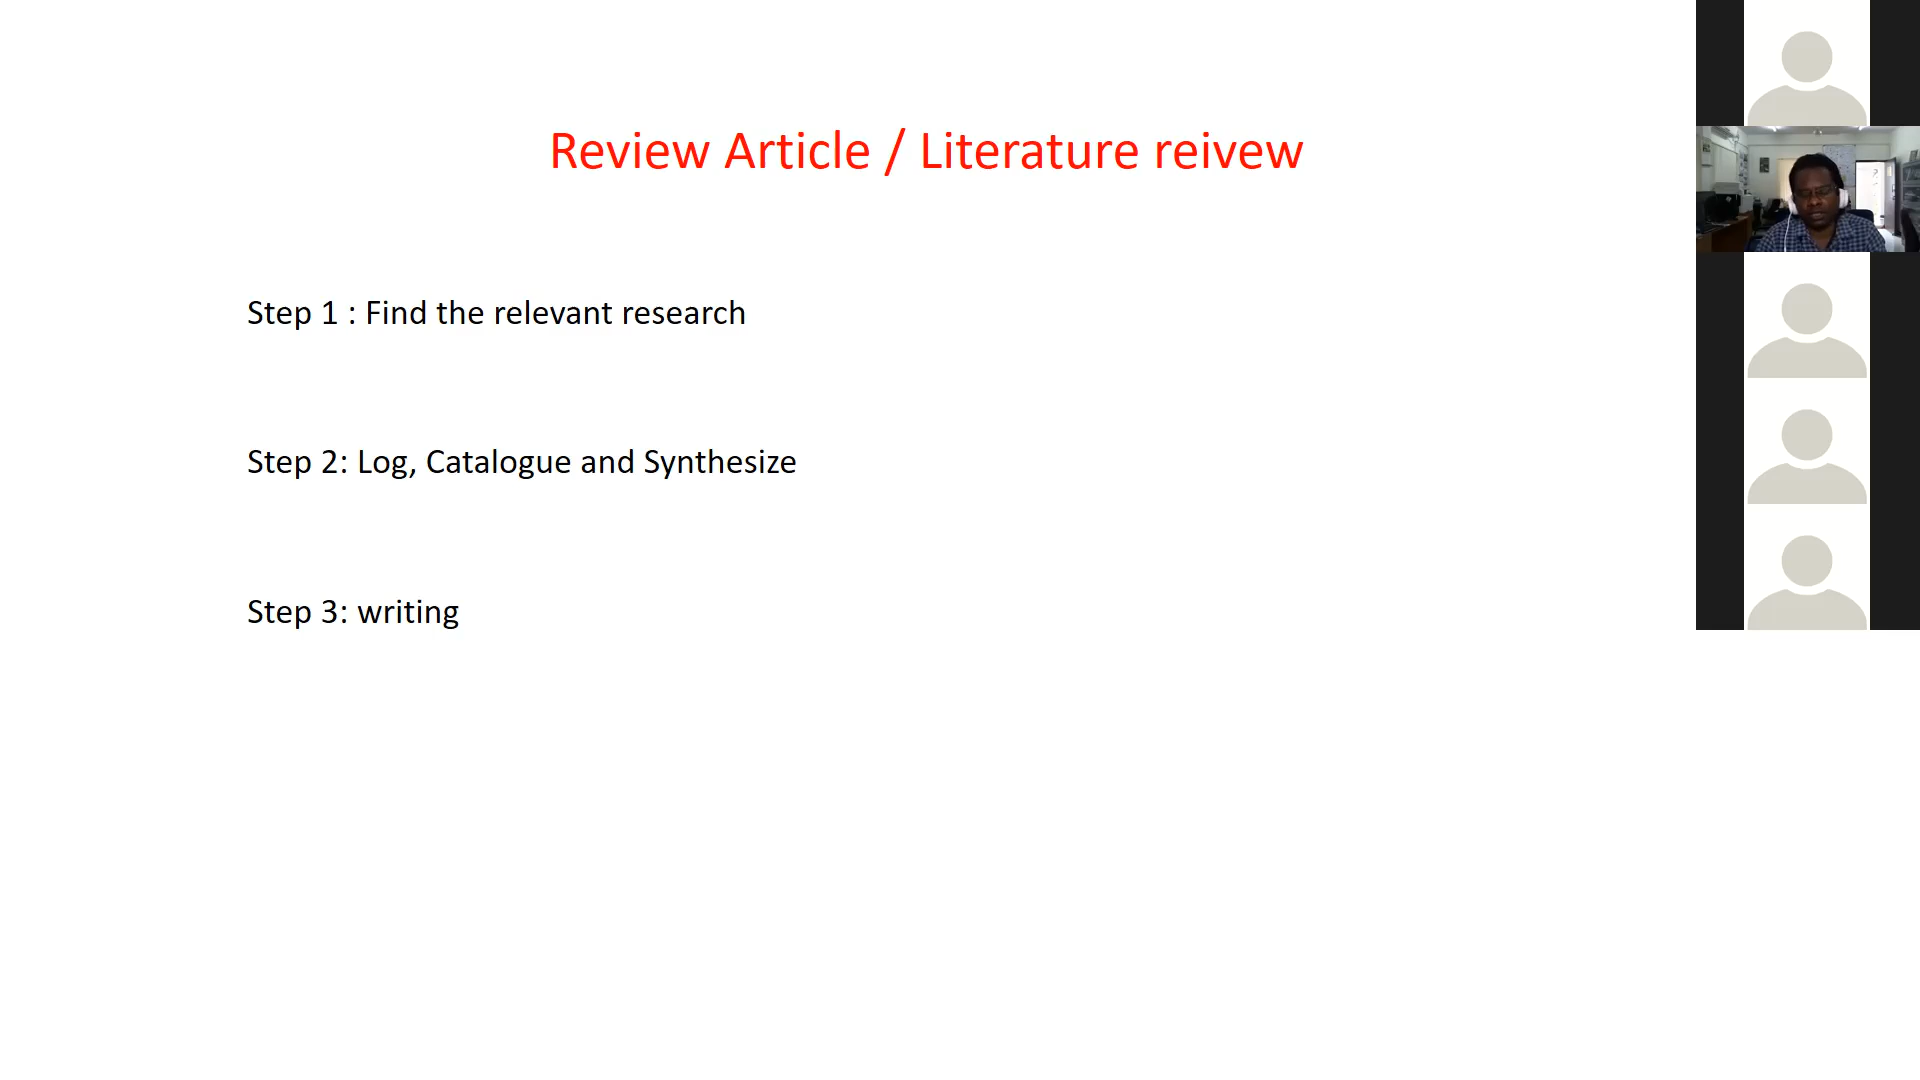 Review Article / Literature reivew
Step 1 : Find the relevant research
Step 2: Log, Catalogue and Synthesize
Step 3: writing